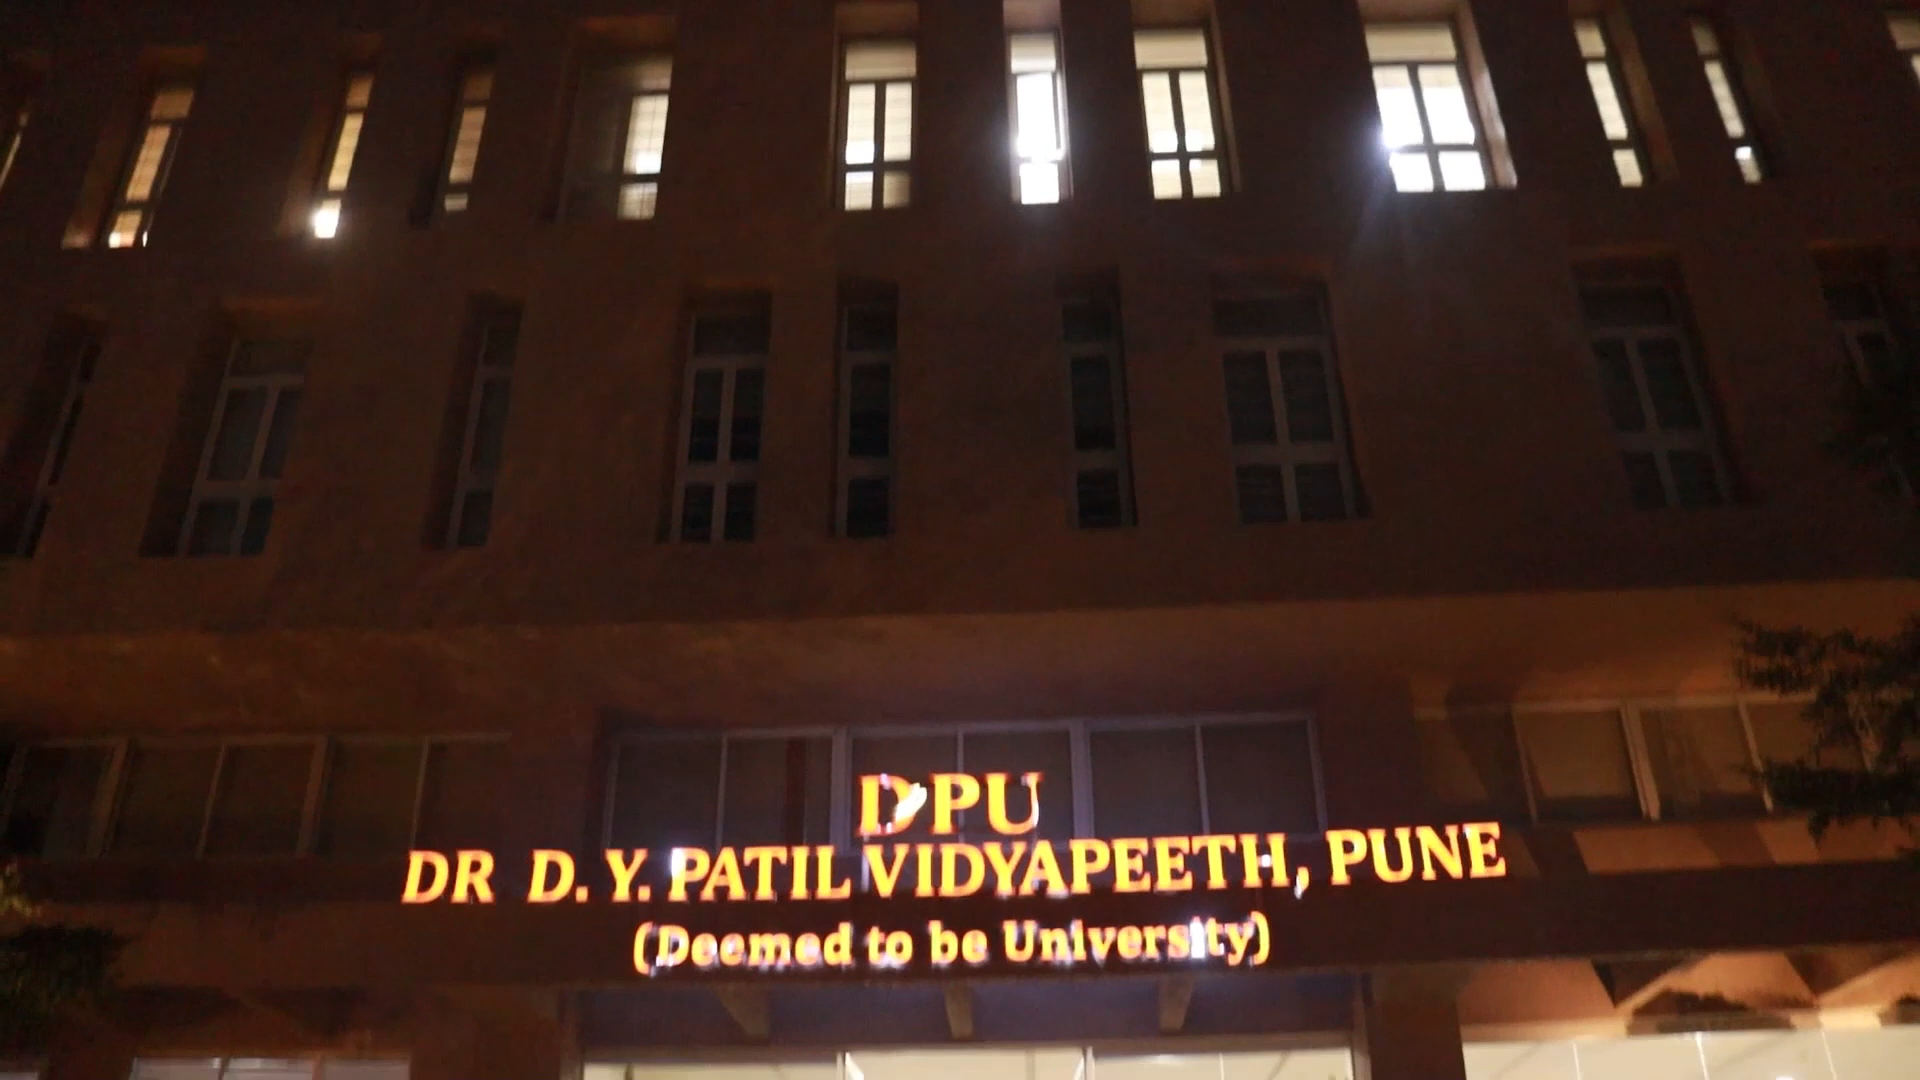 DPU
DR D. Y. PATIL VIDYAPEETH, PUNE
(Deemed to be University)